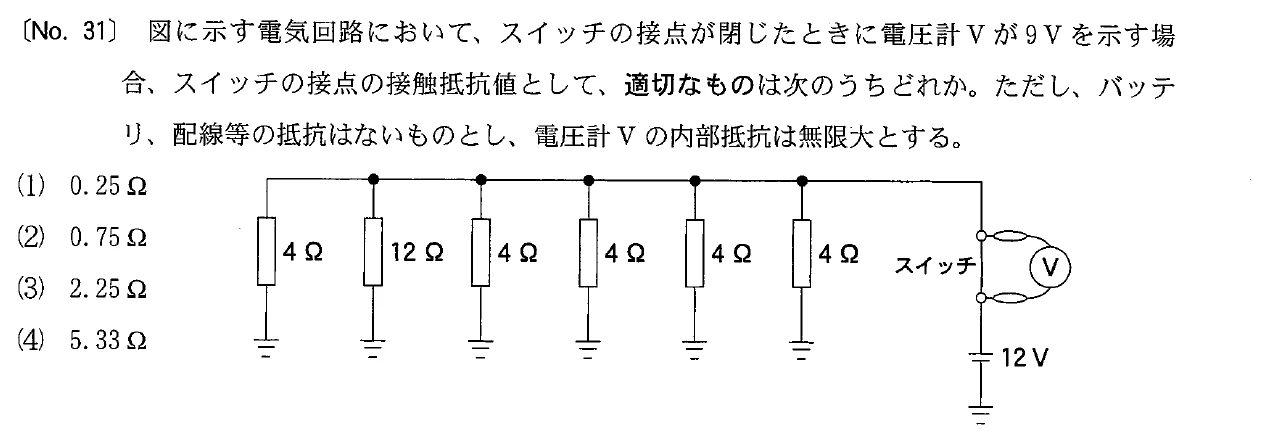 〔No. 31〕 図に示す電気回路において、スイッチの接点が閉じたときに電圧計Vが9Vを示す場
合、スイッチの接点の接触抵抗値として、適切なものは次のうちどれか。ただし、バッテ
リ、配線等の抵抗はないものとし、電圧計Vの内部抵抗は無限大とする。
(1) 0.25Ω
(2) 0.75Ω
(3) 2.25Ω
(4) 5.33Ω
4Ω
12Ω
4Ω
4Ω
4Ω
4Ω
スイッチ
V
12V